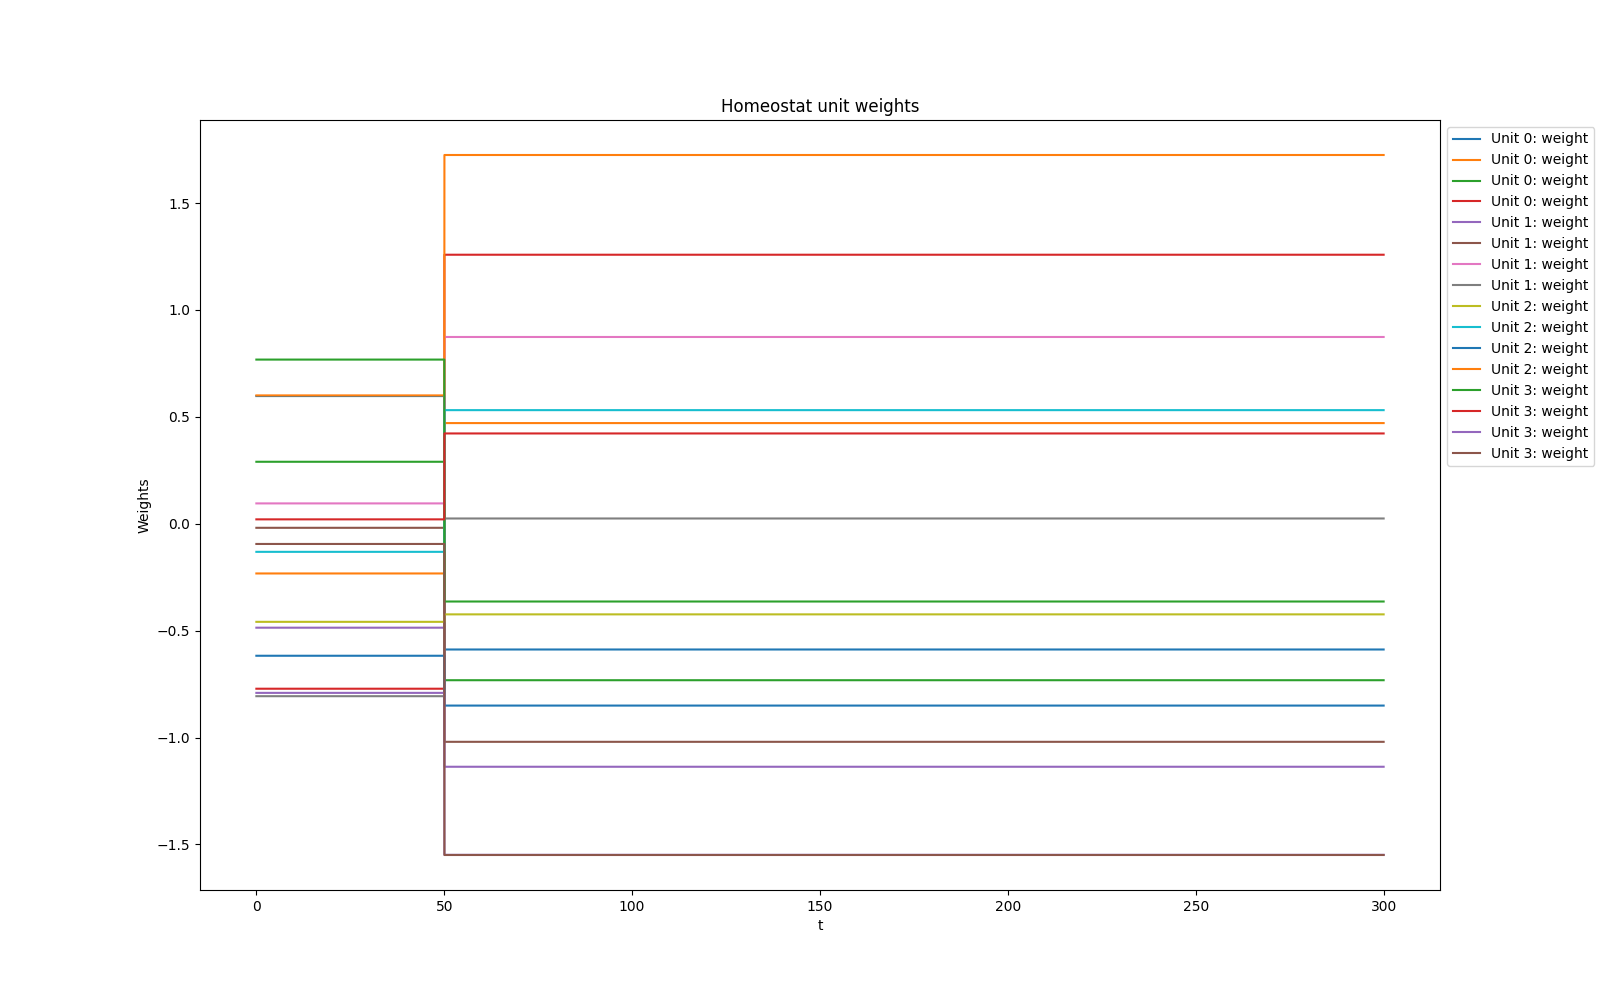 Homeostat unit weights
Weights
1.5
1.0
0.5
0.0
−0.5
−1.0
−1.5
0
50
100
150
200
250
300
t
Unit 0: weight
Unit 0: weight
Unit 0: weight
Unit 0: weight
Unit 1: weight
Unit 1: weight
Unit 1: weight
Unit 1: weight
Unit 2: weight
Unit 2: weight
Unit 2: weight
Unit 2: weight
Unit 3: weight
Unit 3: weight
Unit 3: weight
Unit 3: weight